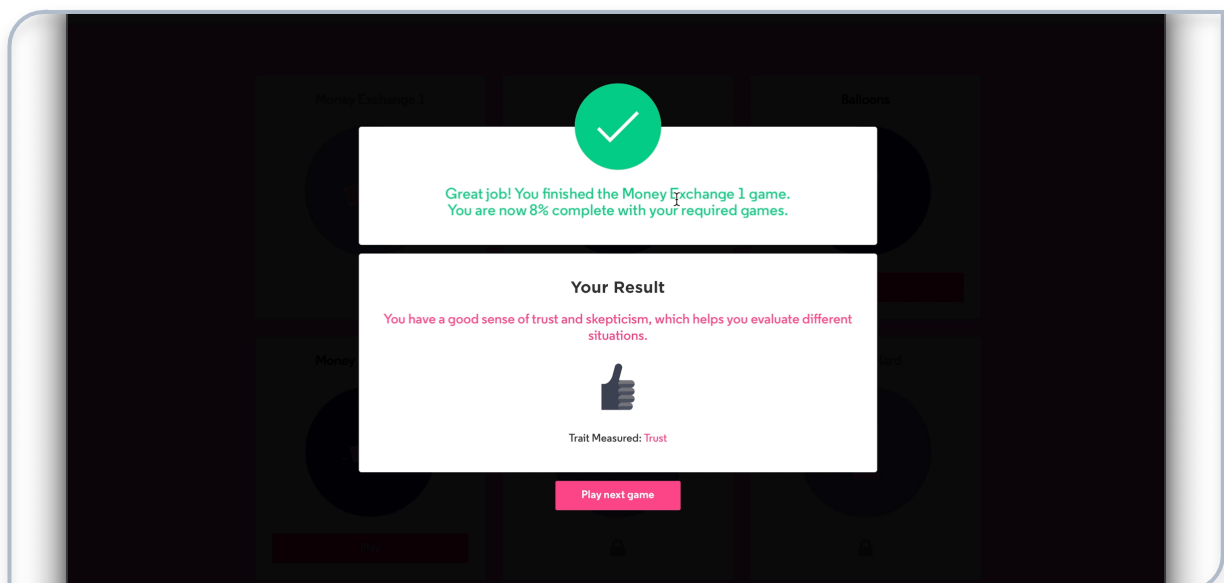 Money Exchange 1
Balloons
Great job! You finished the Money Exchange 1 game.
You are now 8% complete with your required games.
Your Result
You have a good sense of trust and skepticism, which helps you evaluate different
situations.
Money
Trait Measured: Trust
Play next game